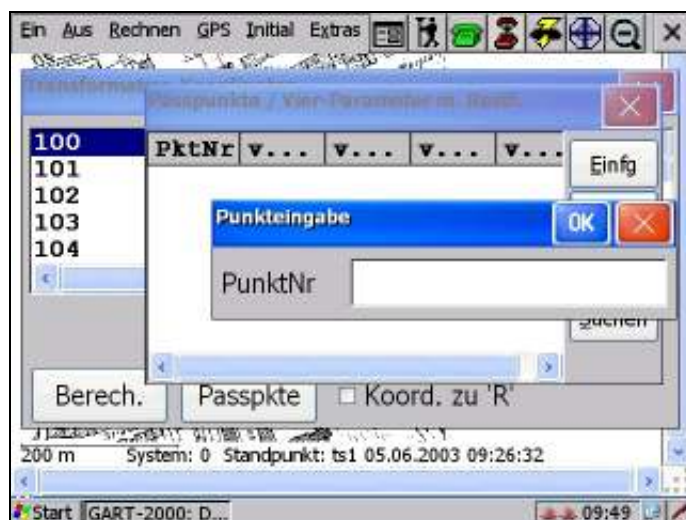 Ein Aus Rechnen GPS Initial Extras
Passpunkte / Vier-Parameter m. Rest.
100
101
102
103
104
PktNr v... v... v... v...
Einfg
Punkteingabe OK
PunktNr
Suchen
Berech. Passpkte Koord. zu 'R'
200 m System: 0 Standpunkt: ts1 05.06.2003 09:26:32
Start GART-2000: D... 09:49